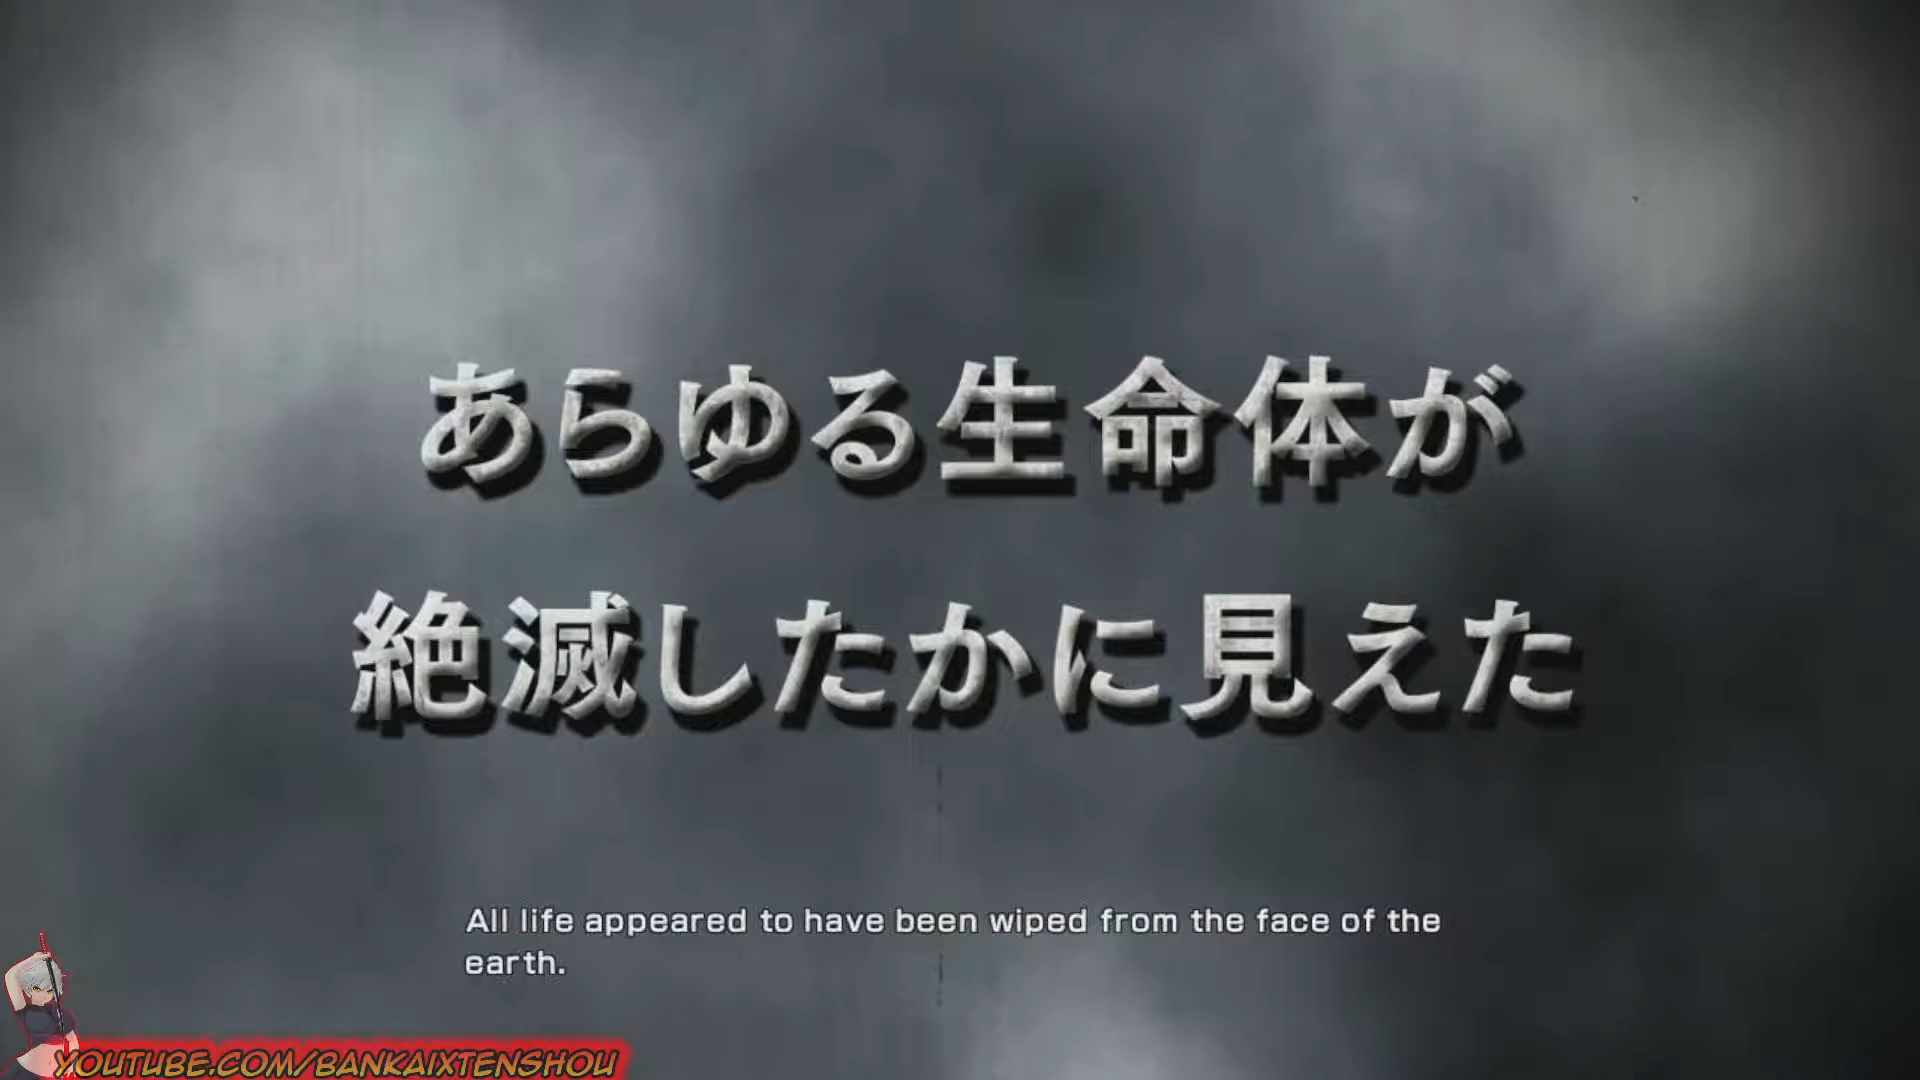 あらゆる生命体が
絶滅したかに見えた
All life appeared to have been wiped from the face of the
earth.
YOUTUBE.COM/BANKAIXTENSHOU